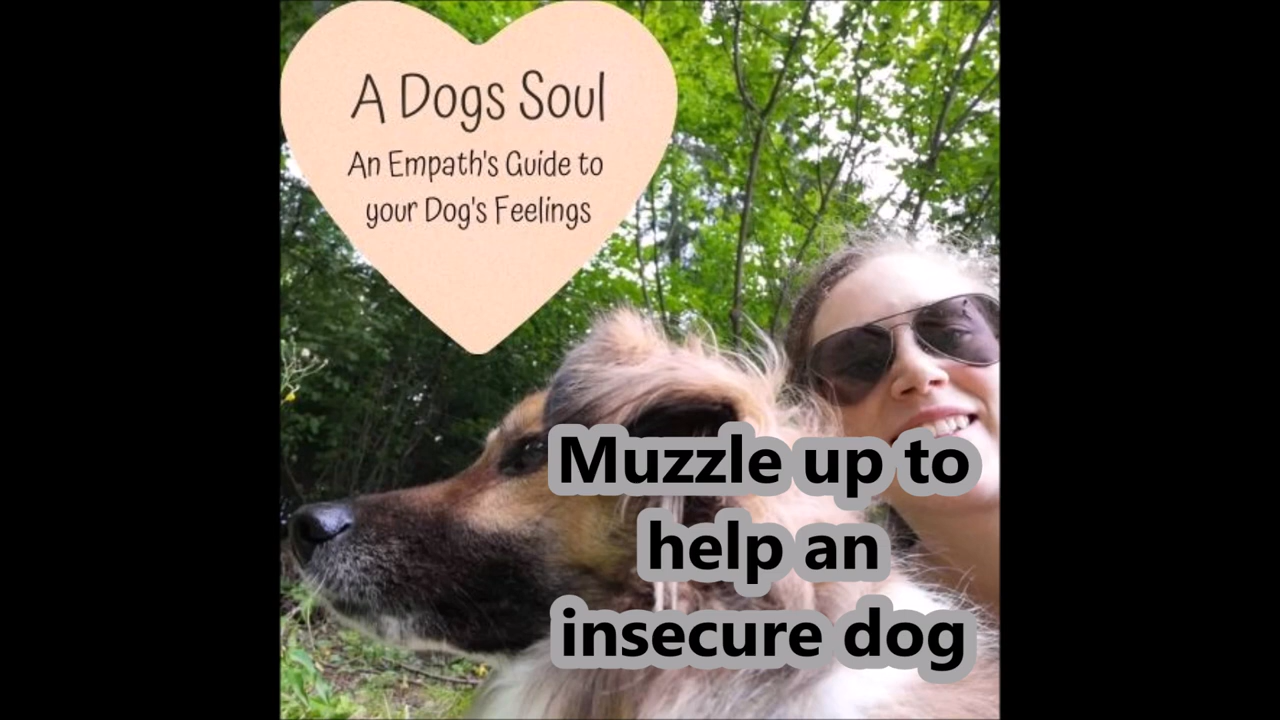 A Dogs Soul
An Empath's Guide to
your Dog's Feelings
Muzzle up to
help an
insecure dog